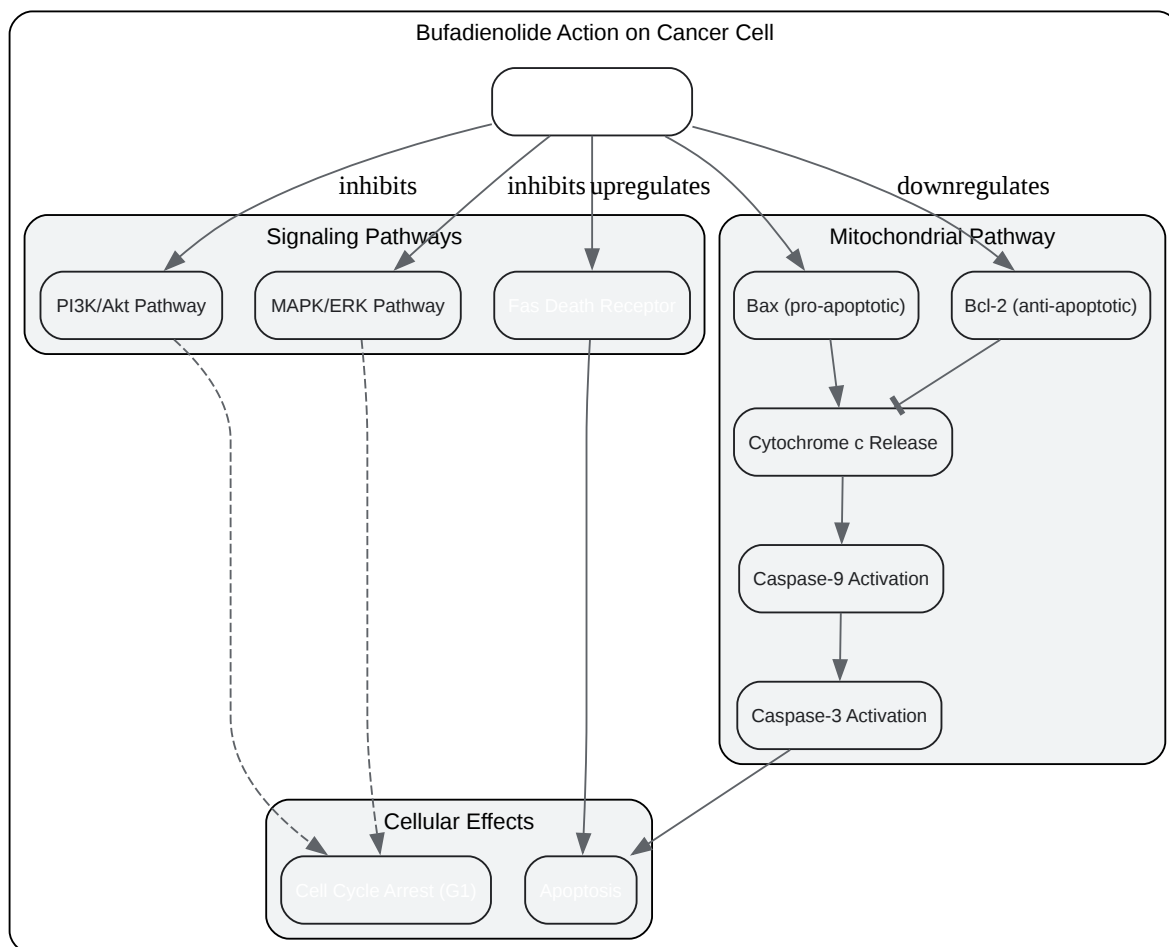 Bufadienolide Action on Cancer Cell
inhibits
inhibits
upregulates
downregulates
Signaling Pathways
Mitochondrial Pathway
PI3K/Akt Pathway
MAPK/ERK Pathway
Fas Death Receptor
Bax (pro-apoptotic)
Bcl-2 (anti-apoptotic)
Cytochrome c Release
Caspase-9 Activation
Caspase-3 Activation
Cellular Effects
Cell Cycle Arrest (G1)
Apoptosis